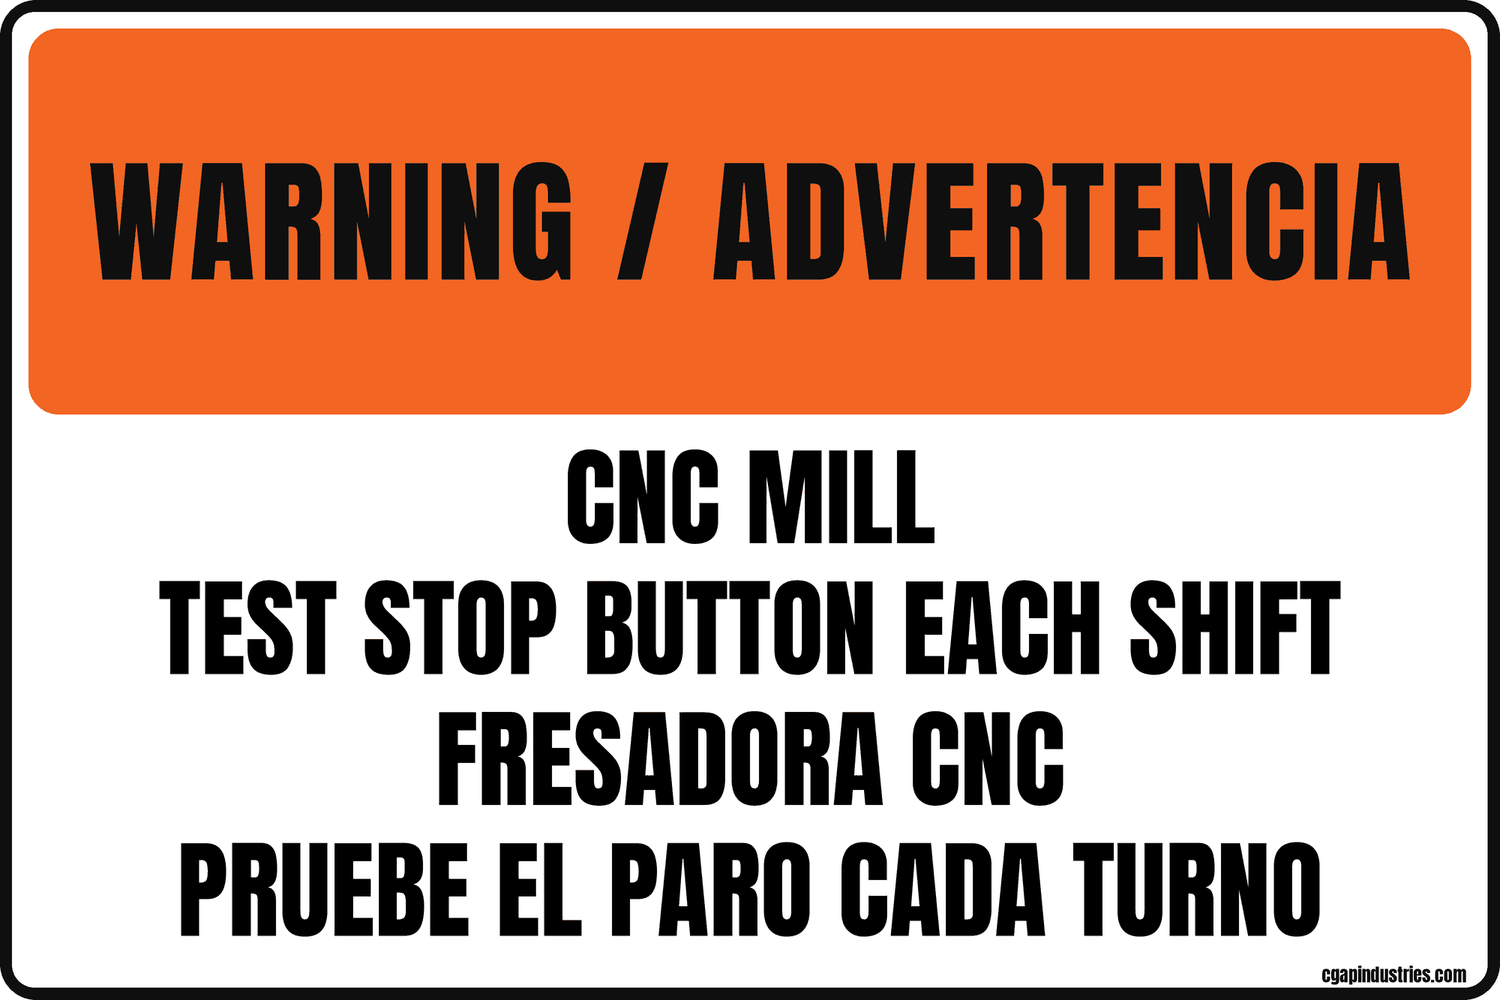 WARNING / ADVERTENCIA
CNC MILL
TEST STOP BUTTON EACH SHIFT
FRESADORA CNC
PRUEBE EL PARO CADA TURNO
cgapindustries.com